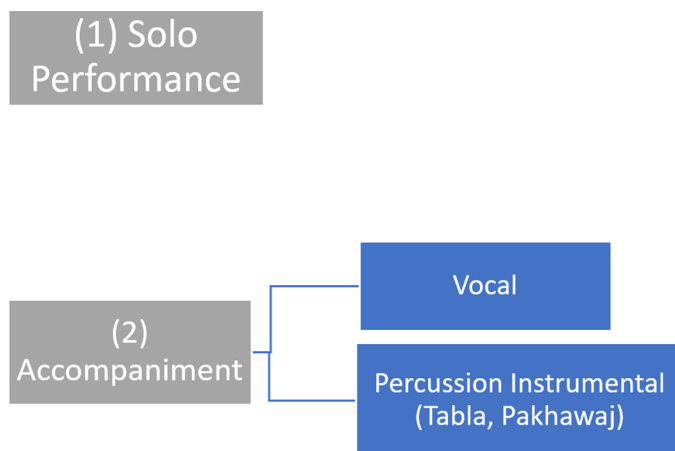 (1) Solo
Performance
Vocal
(2)
Accompaniment
Percussion Instrumental
(Tabla, Pakhawaj)